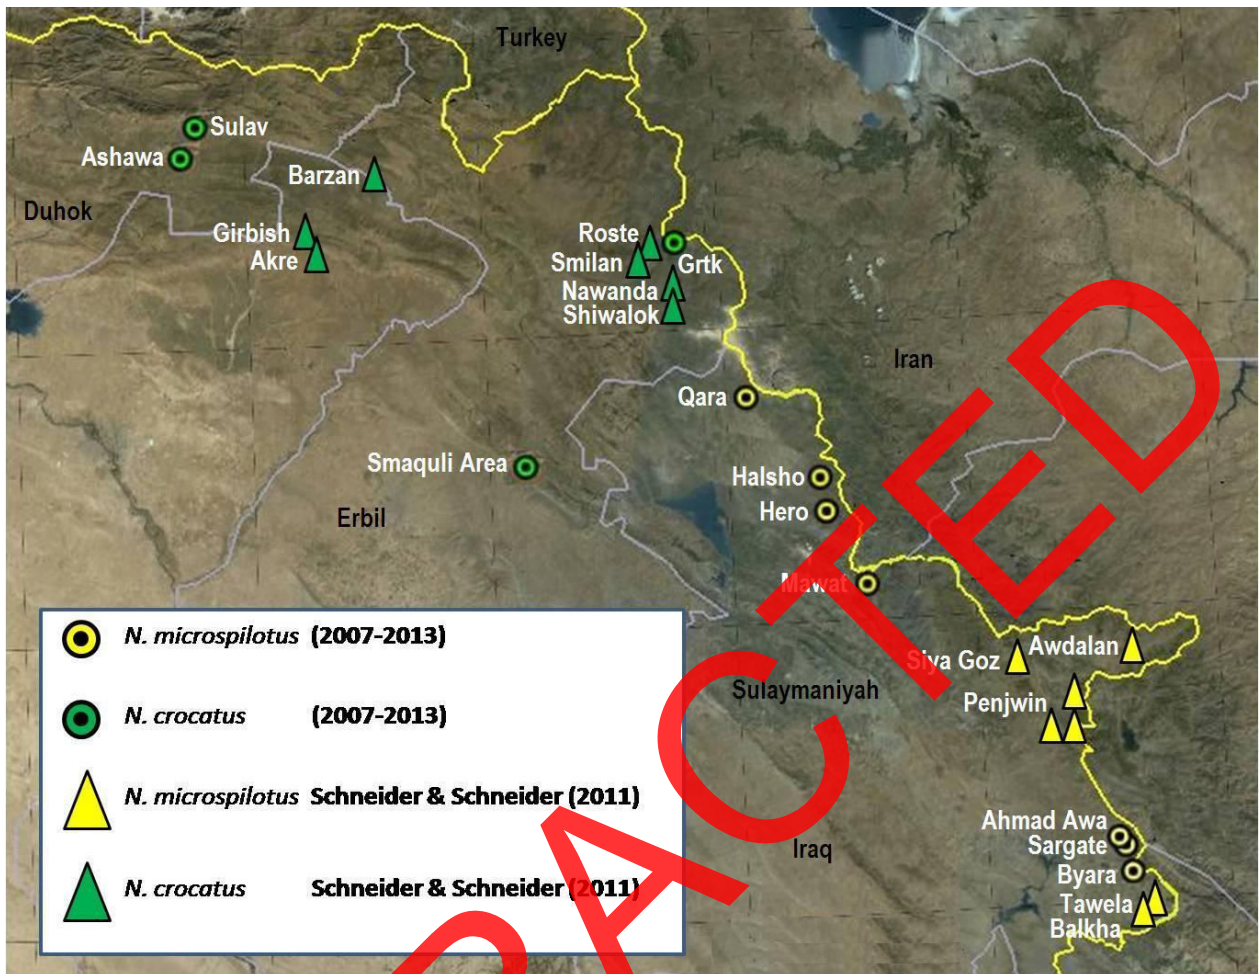 Turkey
Sulav
Ashawa
Barzan
Duhok
Girbish
Akre
Roste
Smilan
Grtk
Nawanda
Shiwalok
Iran
Qara
Smaquli Area
Halsho
Hero
Erbil
Mawat
Siya Goz
Awdalan
Sulaymaniyah
Penjwin
Iraq
Ahmad Awa
Sargate
Byara
Tawela
Balkha
N. microspilotus (2007-2013)
N. crocatus (2007-2013)
N. microspilotus Schneider & Schneider (2011)
N. crocatus Schneider & Schneider (2011)
RACTED